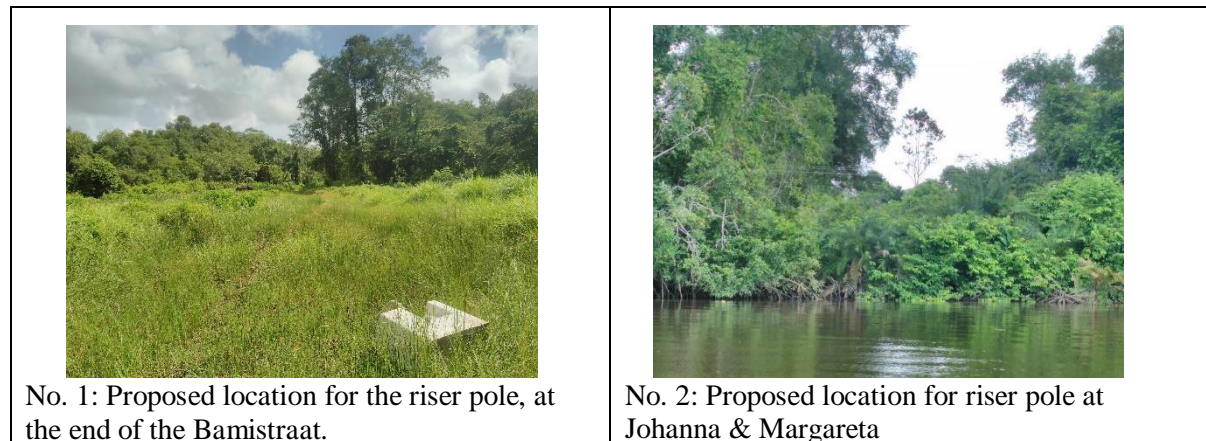 No. 1: Proposed location for the riser pole, at
the end of the Bamistraat.
No. 2: Proposed location for riser pole at
Johanna & Margareta